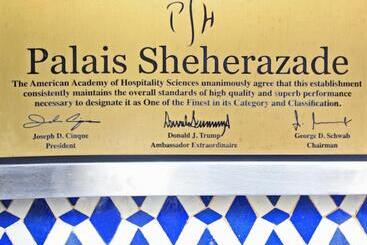 PSH
Palais Sheherazade
The American Academy of Hospitality Sciences unanimously agree that this establishment
consistently maintains the overall standards of high quality and superb performance
necessary to designate it as One of the Finest in its Category and Classification.
Joseph D. Cinque Donald J. Trump George D. Schwab
President Ambassador Extraordinaire Chairman